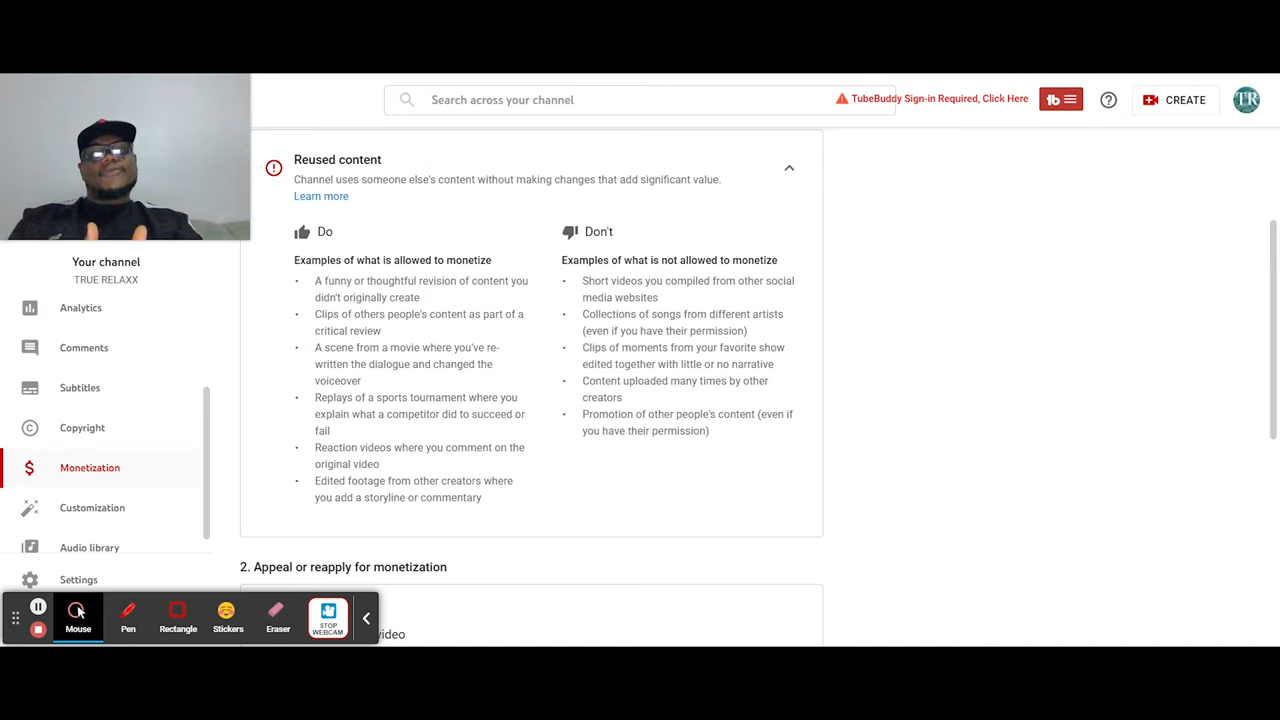 Search across your channel
TubeBuddy Sign-in Required, Click Here
tb
CREATE
TR
Reused content
Channel uses someone else's content without making changes that add significant value.
Learn more
Do
Examples of what is allowed to monetize
A funny or thoughtful revision of content you
didn't originally create
Clips of others people's content as part of a
critical review
A scene from a movie where you've re-
written the dialogue and changed the
voiceover
Replays of a sports tournament where you
explain what a competitor did to succeed or
fail
Reaction videos where you comment on the
original video
Edited footage from other creators where
you add a storyline or commentary
Don't
Examples of what is not allowed to monetize
Short videos you compiled from other social
media websites
Collections of songs from different artists
(even if you have their permission)
Clips of moments from your favorite show
edited together with little or no narrative
Content uploaded many times by other
creators
Promotion of other people's content (even if
you have their permission)
2. Appeal or reapply for monetization
video
Your channel
TRUE RELAXX
Analytics
Comments
Subtitles
Copyright
Monetization
Customization
Audio library
Settings
Mouse
Pen
Rectangle
Stickers
Eraser
STOP
WEBCAM